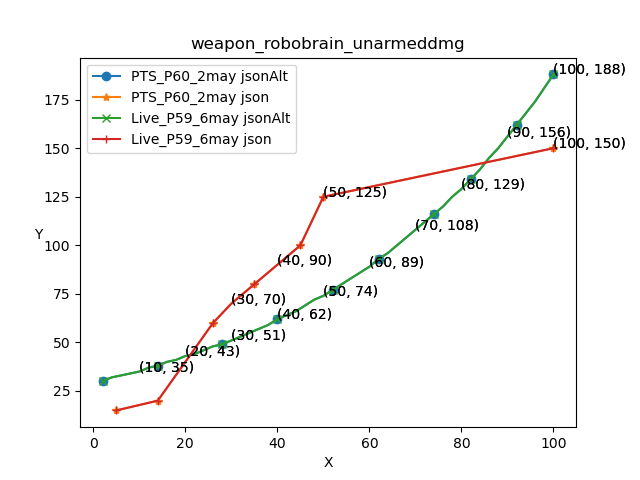 weapon_robobrain_unarmeddmg
PTS_P60_2may jsonAlt
PTS_P60_2may json
Live_P59_6may jsonAlt
Live_P59_6may json
(100, 188)
(90, 156)
(100, 150)
(80, 129)
(50, 125)
(70, 108)
(40, 90)
(60, 89)
(50, 74)
(30, 70)
(40, 62)
(30, 51)
(20, 43)
(10, 35)
175
150
125
100
75
50
25
Y
0 20 40 60 80 100
X